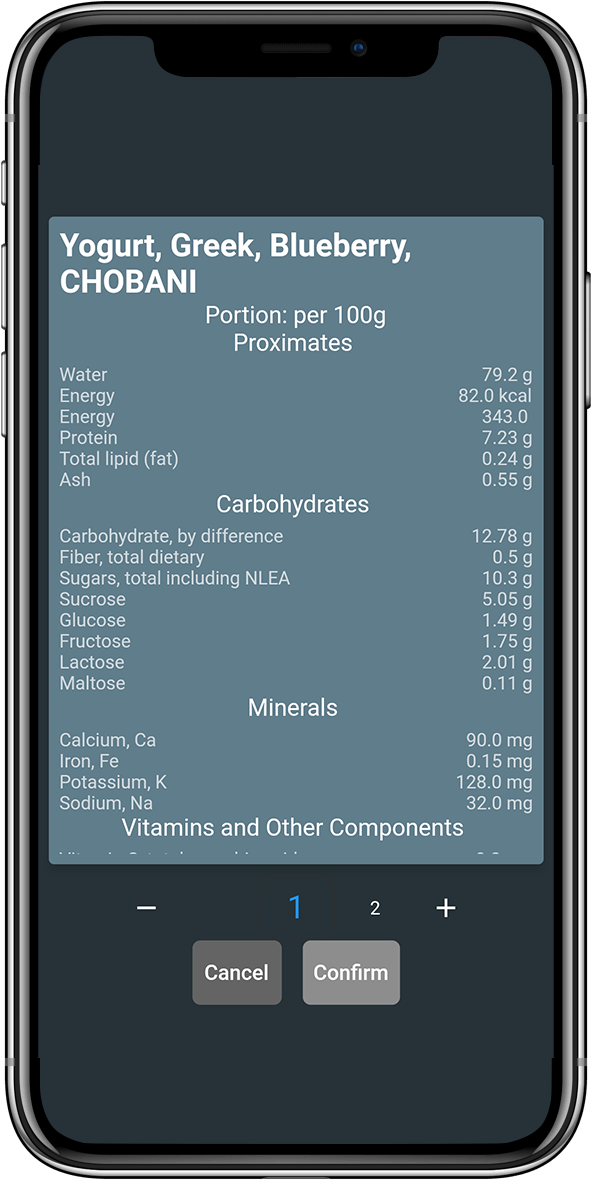 Yogurt, Greek, Blueberry,
CHOBANI
Portion: per 100g
Proximates
Water 79.2 g
Energy 82.0 kcal
Energy 343.0
Protein 7.23 g
Total lipid (fat) 0.24 g
Ash 0.55 g
Carbohydrates
Carbohydrate, by difference 12.78 g
Fiber, total dietary 0.5 g
Sugars, total including NLEA 10.3 g
Sucrose 5.05 g
Glucose 1.49 g
Fructose 1.75 g
Lactose 2.01 g
Maltose 0.11 g
Minerals
Calcium, Ca 90.0 mg
Iron, Fe 0.15 mg
Potassium, K 128.0 mg
Sodium, Na 32.0 mg
Vitamins and Other Components
− 1 2 +
Cancel Confirm